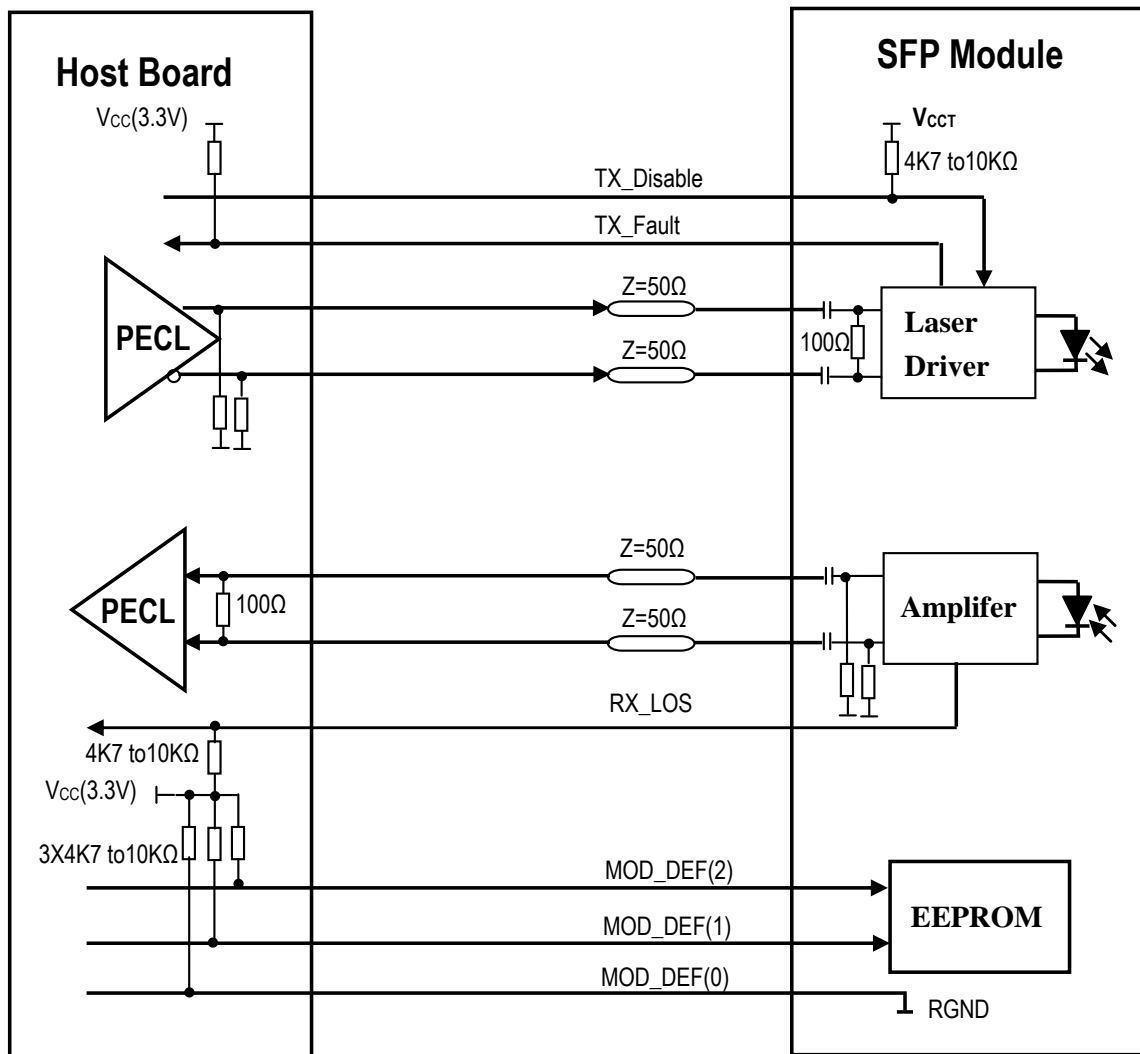 Host Board
SFP Module
VCC(3.3V)
VCCT
4K7 to10KΩ
TX_Disable
TX_Fault
Z=50Ω
PECL
100Ω
Laser
Driver
Z=50Ω
Z=50Ω
PECL
100Ω
Amplifer
Z=50Ω
RX_LOS
4K7 to10KΩ
VCC(3.3V)
3X4K7 to10KΩ
MOD_DEF(2)
EEPROM
MOD_DEF(1)
MOD_DEF(0)
RGND